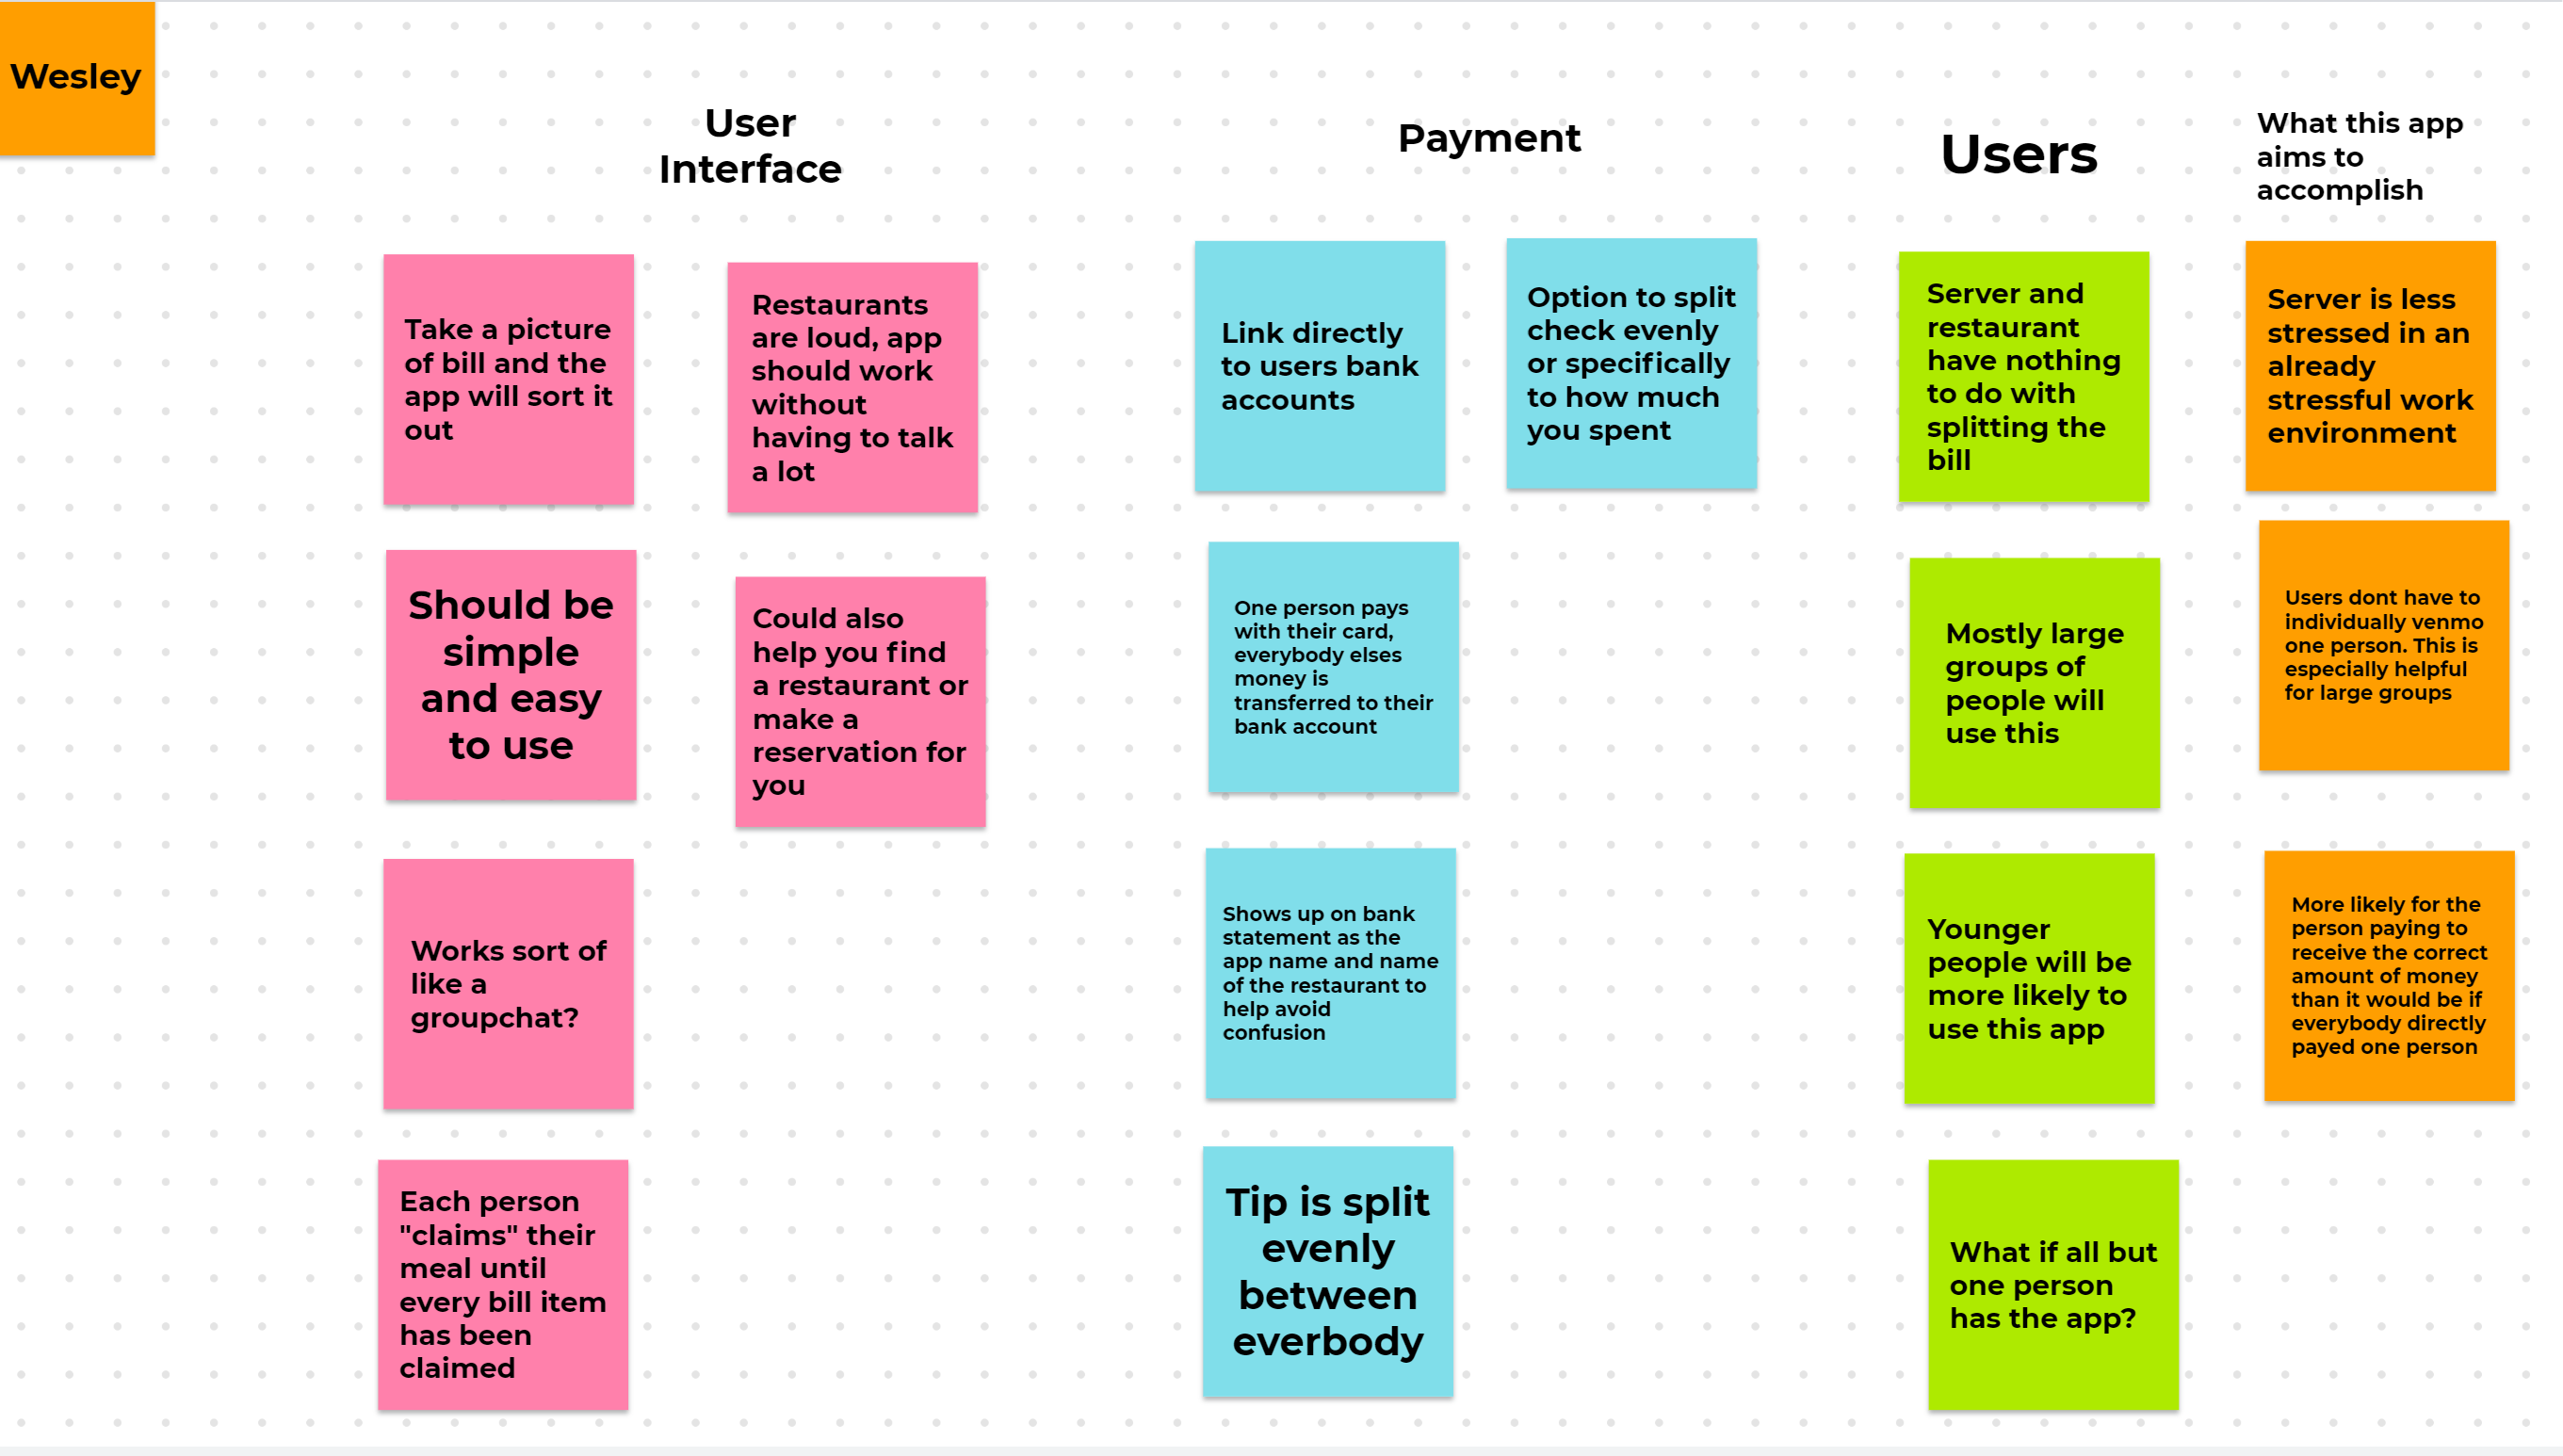 Wesley
User
Interface
Take a picture
of bill and the
app will sort it
out
Restaurants
are loud, app
should work
without
having to talk
a lot
Should be
simple
and easy
to use
Could also
help you find
a restaurant or
make a
reservation for
you
Works sort of
like a
groupchat?
Each person
"claims" their
meal until
every bill item
has been
claimed
Payment
Link directly
to users bank
accounts
Option to split
check evenly
or specifically
to how much
you spent
One person pays
with their card,
everybody elses
money is
transferred to their
bank account
Shows up on bank
statement as the
app name and name
of the restaurant to
help avoid
confusion
Tip is split
evenly
between
everbody
Users
Server and
restaurant
have nothing
to do with
splitting the
bill
Mostly large
groups of
people will
use this
Younger
people will be
more likely to
use this app
What if all but
one person
has the app?
What this app
aims to
accomplish
Server is less
stressed in an
already
stressful work
environment
Users dont have to
individually venmo
one person. This is
especially helpful
for large groups
More likely for the
person paying to
receive the correct
amount of money
than it would be if
everybody directly
payed one person